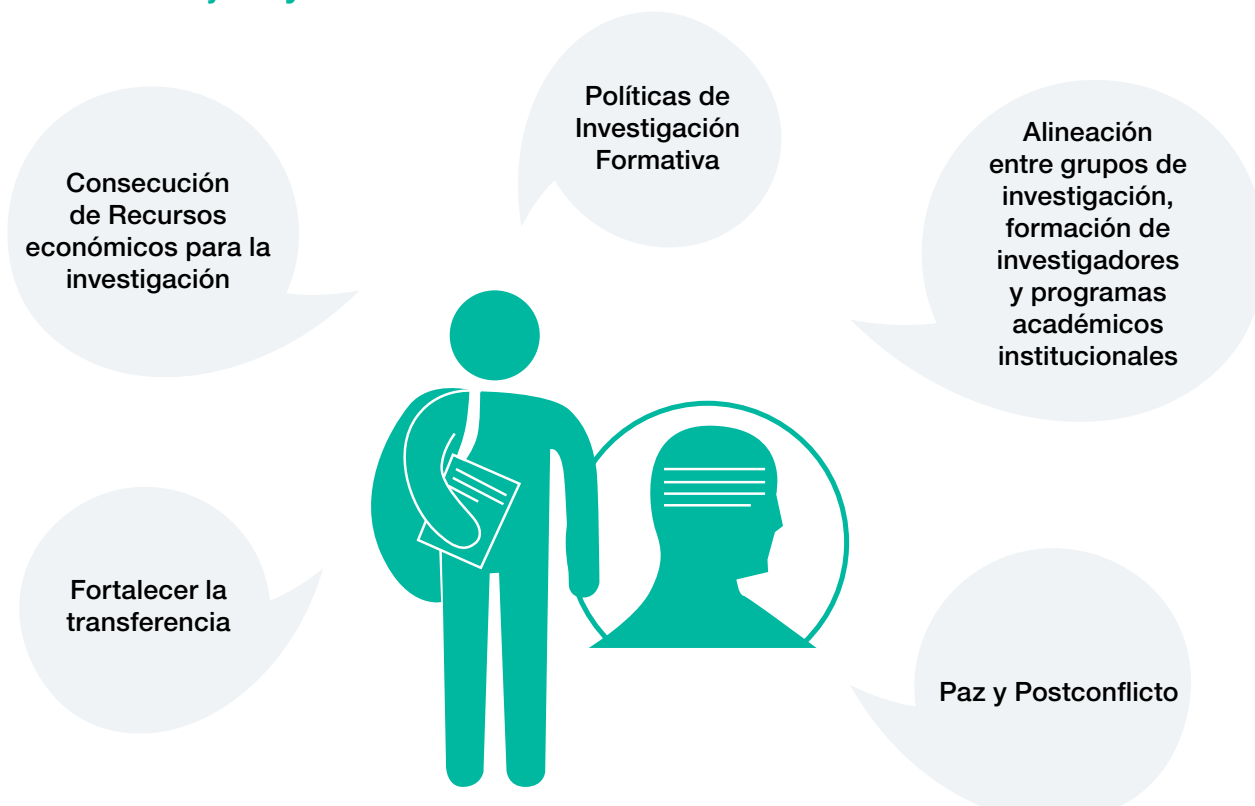 Políticas de
Investigación
Formativa
Consecución
de Recursos
económicos para la
investigación
Alineación
entre grupos de
investigación,
formación de
investigadores
y programas
académicos
institucionales
Fortalecer la
transferencia
Paz y Postconflicto